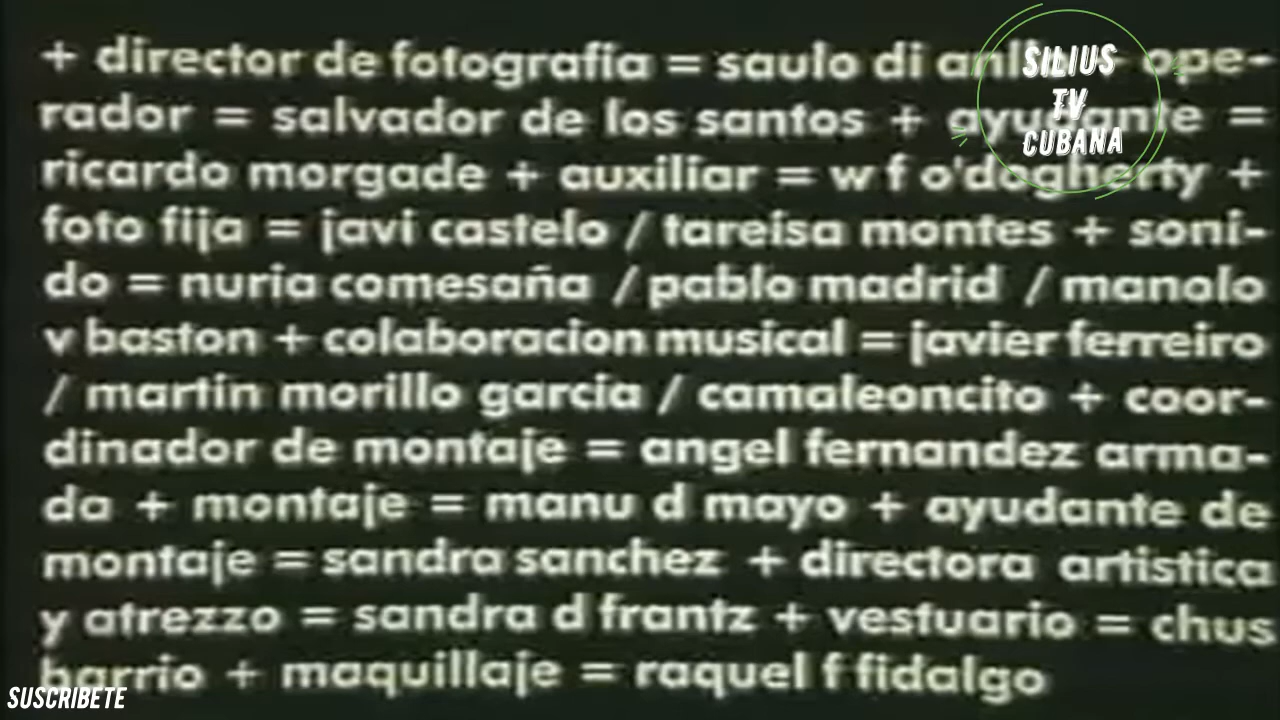 + director de fotografia = saulo di + ope-
rador = salvador de los santos + ayudante =
ricardo morgade + auxiliar = w f o'dogherty +
foto fija = javi castelo / tareisa montes + soni-
do = nuria comesaña / pablo madrid / manolo
v baston + colaboracion musical = javier ferreiro
/ martin morillo garcia / camaleoncito + coor-
dinador de montaje = angel fernandez arma-
da + montaje = manu d mayo + ayudante de
montaje = sandra sanchez + directora artistica
y atrezzo = sandra d frantz + vestuario = chus
barrio + maquillaje = raquel f fidalgo
SILIUS
TV
CUBANA
SUSCRIBETE